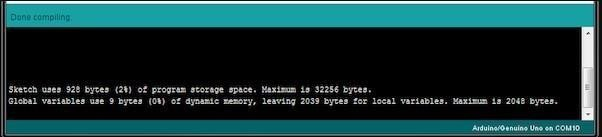 Done compiling.
Sketch uses 928 bytes (2%) of program storage space. Maximum is 32256 bytes.
Global variables use 9 bytes (0%) of dynamic memory, leaving 2039 bytes for local variables. Maximum is 2048 bytes.
Arduino/Genuino Uno on COM10